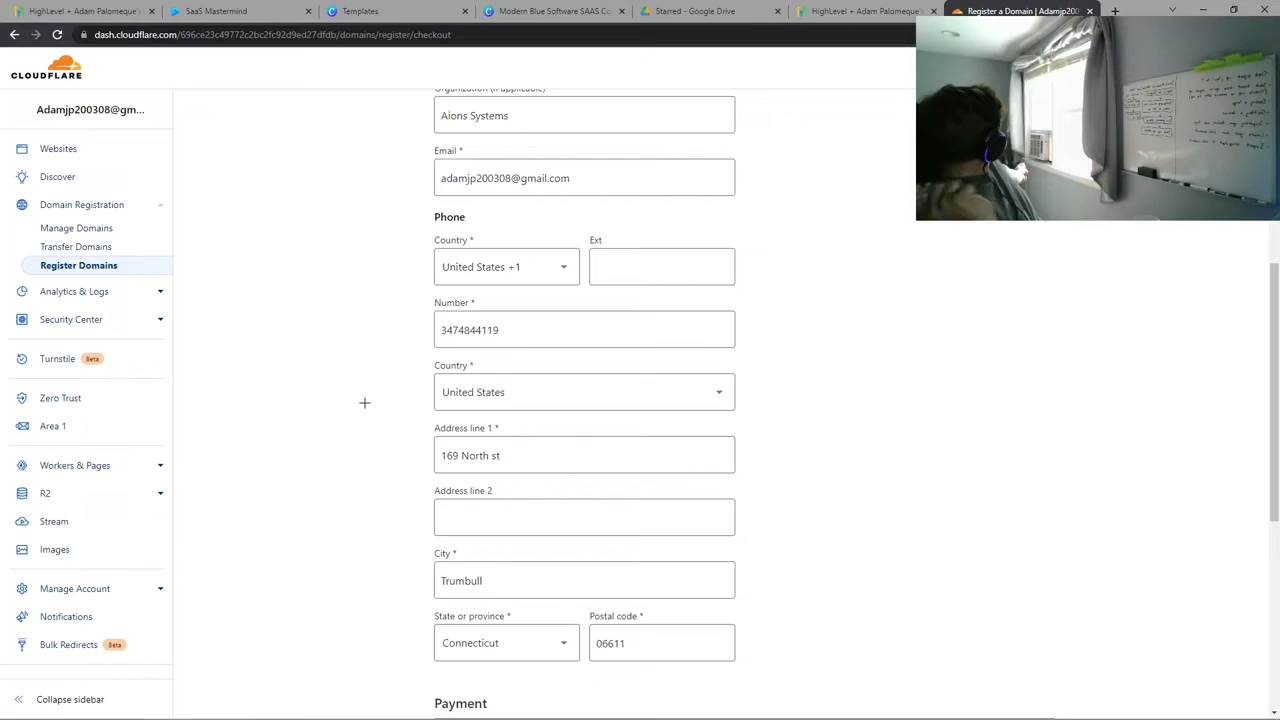 HighLevel + Adam Palomeque's
SaaS Mastermind
Templates
Modern Blue Software SAAS Co
Starred - Google Drive
HighLevel + Adam Palomeque's
Register a Domain | Adamjp200
dash.cloudflare.com/696ce23c49772c2bc2fc92d9ed27dfdb/domains/register/checkout
CLOUDFLARE
Adamjp200308@gm...
Websites
Discover
Domain Registration
Manage Domains
Transfer Domains
Register Domains
Analytics & Logs
Security Center
Turnstile Beta
Zero Trust
Area 1
Workers & Pages
R2
Stream
Images
Manage Account
Notifications
Bulk Redirects Beta
Collapse sidebar
Organization (if applicable)
Aions Systems
Email *
adamjp200308@gmail.com
Phone
Country * Ext
United States +1
Number *
3474844119
Country *
United States
Address line 1 *
169 North st
Address line 2
City *
Trumbull
State or province * Postal code *
Connecticut 06611
Payment